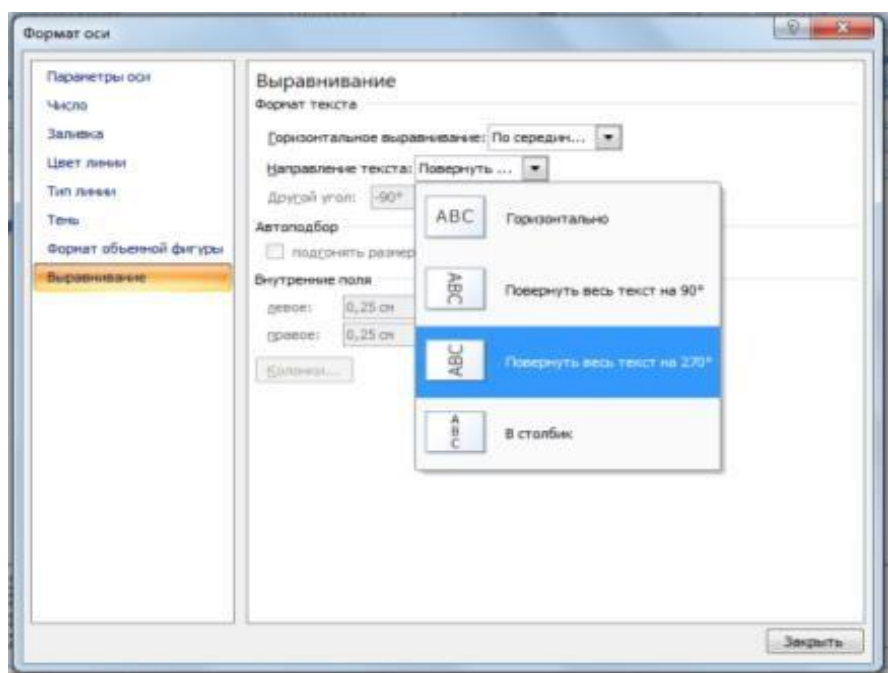 Формат оси
Параметры оси
Число
Заливка
Цвет линии
Тип линии
Тень
Формат объемной фигуры
Выравнивание
Выравнивание
Формат текста
Горизонтальное выравнивание: По середин...
Направление текста: Повернуть ...
Другой угол: -90°
Автоподбор
подгонять размер
Внутренние поля
левое: 0,25 см
правое: 0,25 см
Колонки...
ABC Горизонтально
ABC Повернуть весь текст на 90°
ABC Повернуть весь текст на 270°
A
B
C
В столбик
Закрыть